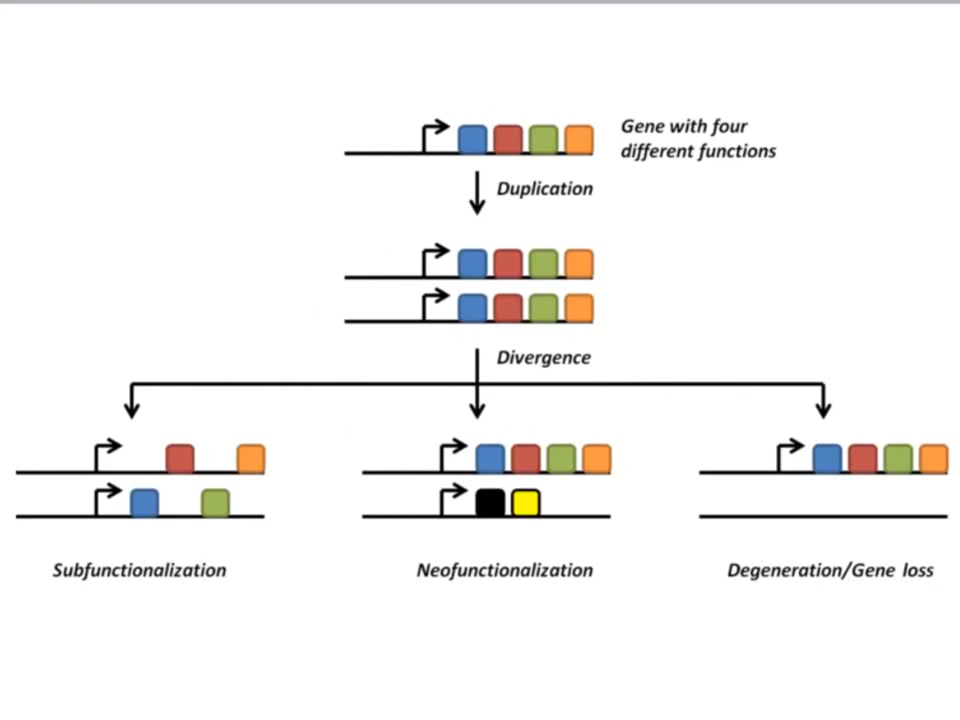 Gene with four
different functions
Duplication
Divergence
Subfunctionalization
Neofunctionalization
Degeneration/Gene loss